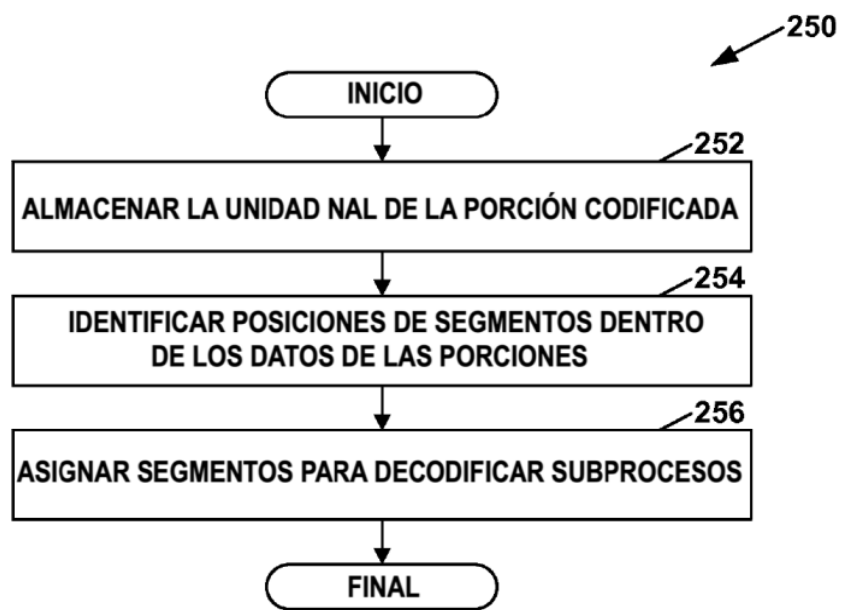 250
INICIO
252
ALMACENAR LA UNIDAD NAL DE LA PORCIÓN CODIFICADA
254
IDENTIFICAR POSICIONES DE SEGMENTOS DENTRO
DE LOS DATOS DE LAS PORCIONES
256
ASIGNAR SEGMENTOS PARA DECODIFICAR SUBPROCESOS
FINAL